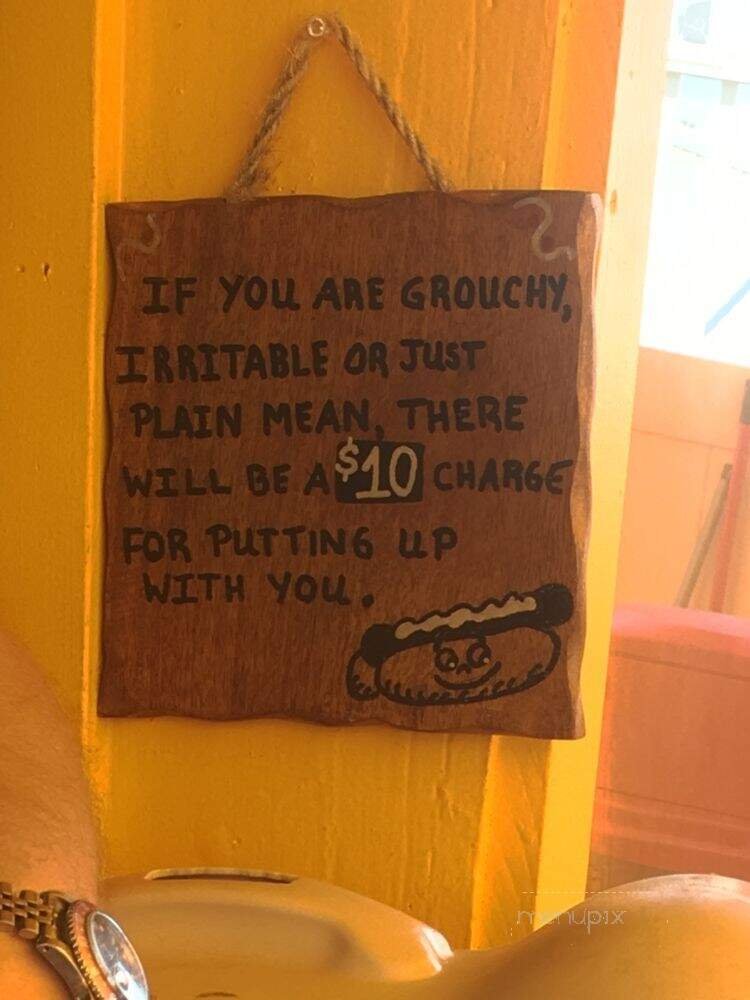 IF YOU ARE GROUCHY,
IRRITABLE OR JUST
PLAIN MEAN, THERE
WILL BE A $10 CHARGE
FOR PUTTING UP
WITH YOU.
menupix